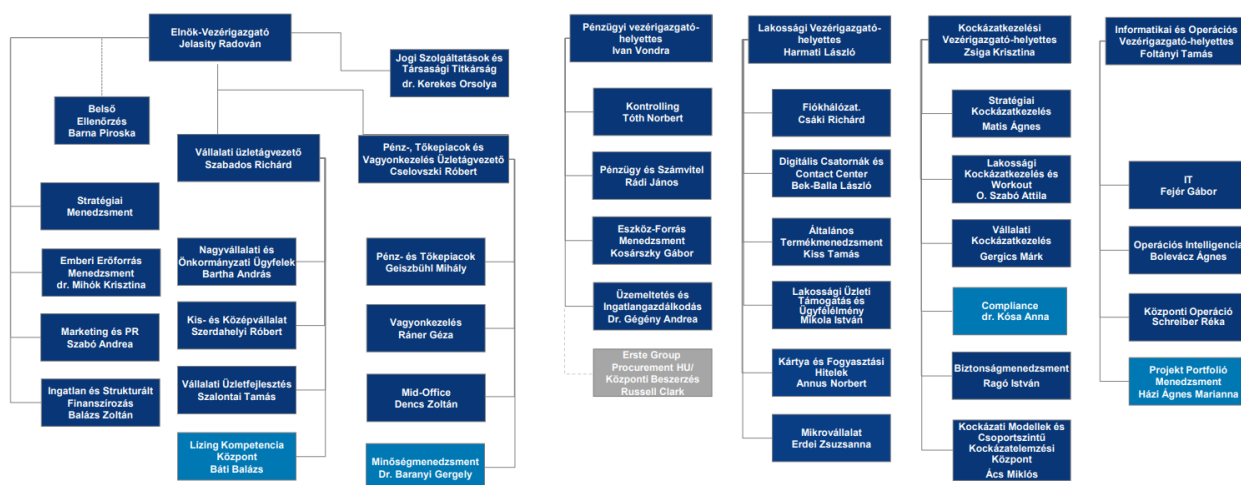 Elnök-Vezérigazgató
Jelasity Radován
Jogi Szolgáltatások és
Társasági Titkárság
dr. Kerekes Orsolya
Belső
Ellenőrzés
Barna Piroska
Vállalati üzletágvezető
Szabados Richárd
Pénz-, Tőkepiacok és
Vagyonkezelés Üzletágvezető
Cselovszki Róbert
Stratégiai
Menedzsment
Emberi Erőforrás
Menedzsment
dr. Mihók Krisztina
Marketing és PR
Szabó Andrea
Ingatlan és Strukturált
Finanszírozás
Balázs Zoltán
Nagyvállalati és
Önkormányzati Ügyfelek
Bartha András
Kis- és Középvállalat
Szerdahelyi Róbert
Vállalati Üzletfejlesztés
Szalontai Tamás
Lízing Kompetencia
Központ
Báti Balázs
Pénz- és Tőkepiacok
Geiszbühl Mihály
Vagyonkezelés
Ráner Géza
Mid-Office
Dencs Zoltán
Minőségmenedzsment
Dr. Baranyi Gergely
Pénzügyi vezérigazgató-
helyettes
Ivan Vondra
Kontrolling
Tóth Norbert
Pénzügy és Számvitel
Rádi János
Eszköz-Forrás
Menedzsment
Kosárszky Gábor
Üzemeltetés és
Ingatlangazdálkodás
Dr. Gégény Andrea
Erste Group
Procurement HU/
Központi Beszerzés
Russell Clark
Lakossági Vezérigazgató-
helyettes
Harmati László
Fiókhálózat.
Csáki Richárd
Digitális Csatornák és
Contact Center
Bek-Balla László
Általános
Termékmenedzsment
Kiss Tamás
Lakossági Üzleti
Támogatás és
Ügyfélélmény
Mikola István
Kártya és Fogyasztási
Hitelek
Annus Norbert
Mikrovállalat
Erdei Zsuzsanna
Kockázatkezelési
Vezérigazgató-helyettes
Zsiga Krisztina
Stratégiai
Kockázatkezelés
Matis Ágnes
Lakossági
Kockázatkezelés és
Workout
O. Szabó Attila
Vállalati
Kockázatkezelés
Gergics Márk
Compliance
dr. Kósa Anna
Biztonságmenedzsment
Ragó István
Kockázati Modellek és
Csoportszintű
Kockázatelemzési
Központ
Ács Miklós
Informatikai és Operációs
Vezérigazgató-helyettes
Foltányi Tamás
IT
Fejér Gábor
Operációs Intelligencia
Bolevácz Ágnes
Központi Operáció
Schreiber Réka
Projekt Portfolió
Menedzsment
Házi Ágnes Marianna